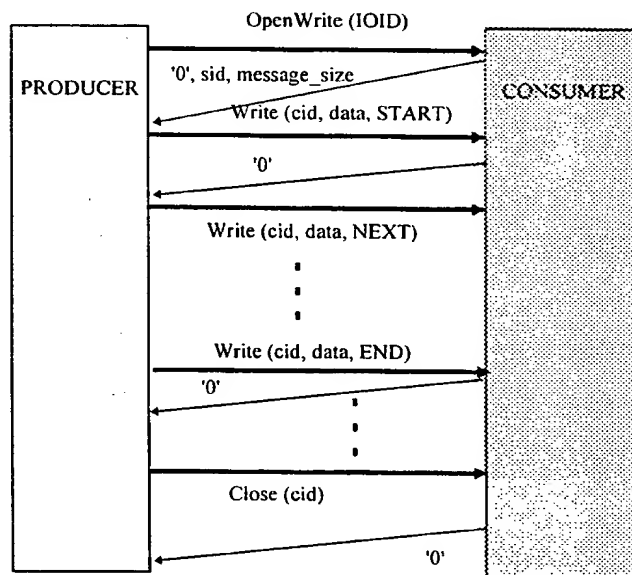 OpenWrite (IOID)
PRODUCER
'0', sid, message_size
CONSUMER
Write (cid, data, START)
'0'
Write (cid, data, NEXT)
Write (cid, data, END)
'0'
Close (cid)
'0'